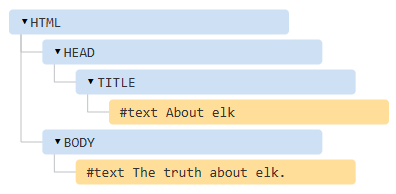 ▾ HTML
▾ HEAD
▾ TITLE
#text About elk
▾ BODY
#text The truth about elk.